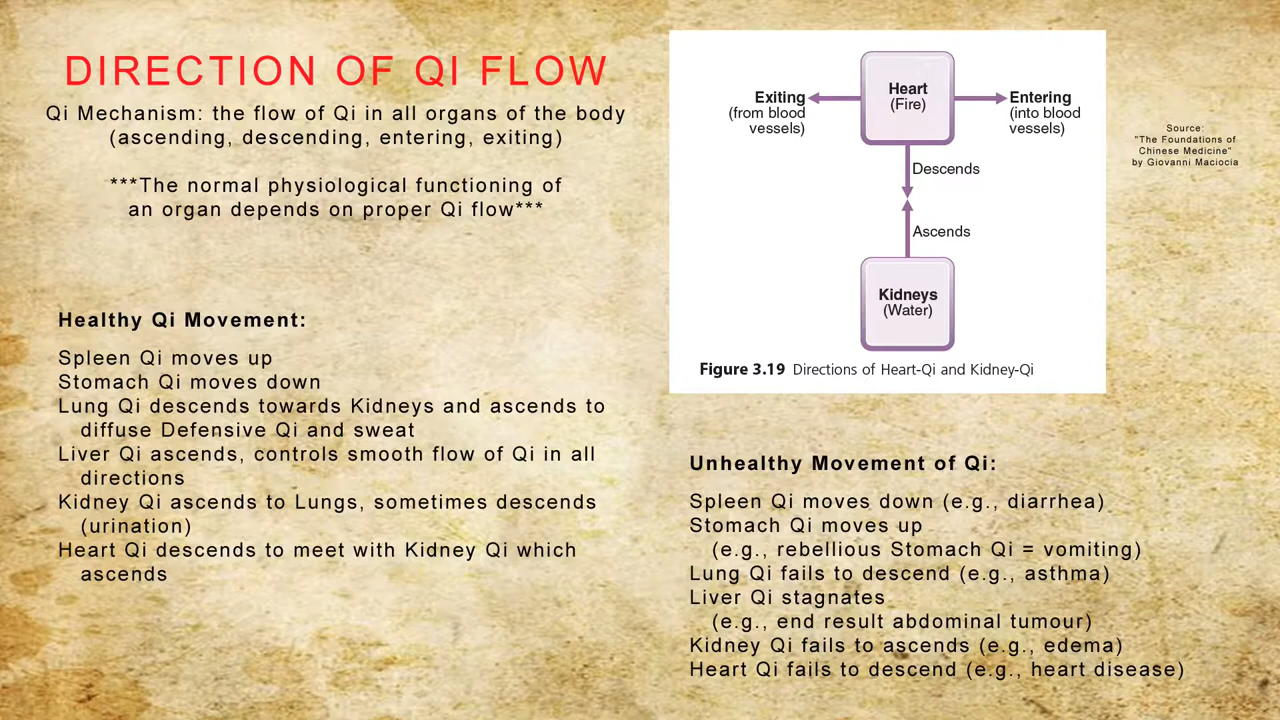 DIRECTION OF QI FLOW
Qi Mechanism: the flow of Qi in all organs of the body
(ascending, descending, entering, exiting)
***The normal physiological functioning of
an organ depends on proper Qi flow***
Healthy Qi Movement:
Spleen Qi moves up
Stomach Qi moves down
Lung Qi descends towards Kidneys and ascends to
diffuse Defensive Qi and sweat
Liver Qi ascends, controls smooth flow of Qi in all
directions
Kidney Qi ascends to Lungs, sometimes descends
(urination)
Heart Qi descends to meet with Kidney Qi which
ascends
Heart
(Fire)
Exiting
(from blood
vessels)
Entering
(into blood
vessels)
Descends
Ascends
Kidneys
(Water)
Figure 3.19 Directions of Heart-Qi and Kidney-Qi
Source:
"The Foundations of
Chinese Medicine"
by Giovanni Maciocia
Unhealthy Movement of Qi:
Spleen Qi moves down (e.g., diarrhea)
Stomach Qi moves up
(e.g., rebellious Stomach Qi = vomiting)
Lung Qi fails to descend (e.g., asthma)
Liver Qi stagnates
(e.g., end result abdominal tumour)
Kidney Qi fails to ascends (e.g., edema)
Heart Qi fails to descend (e.g., heart disease)